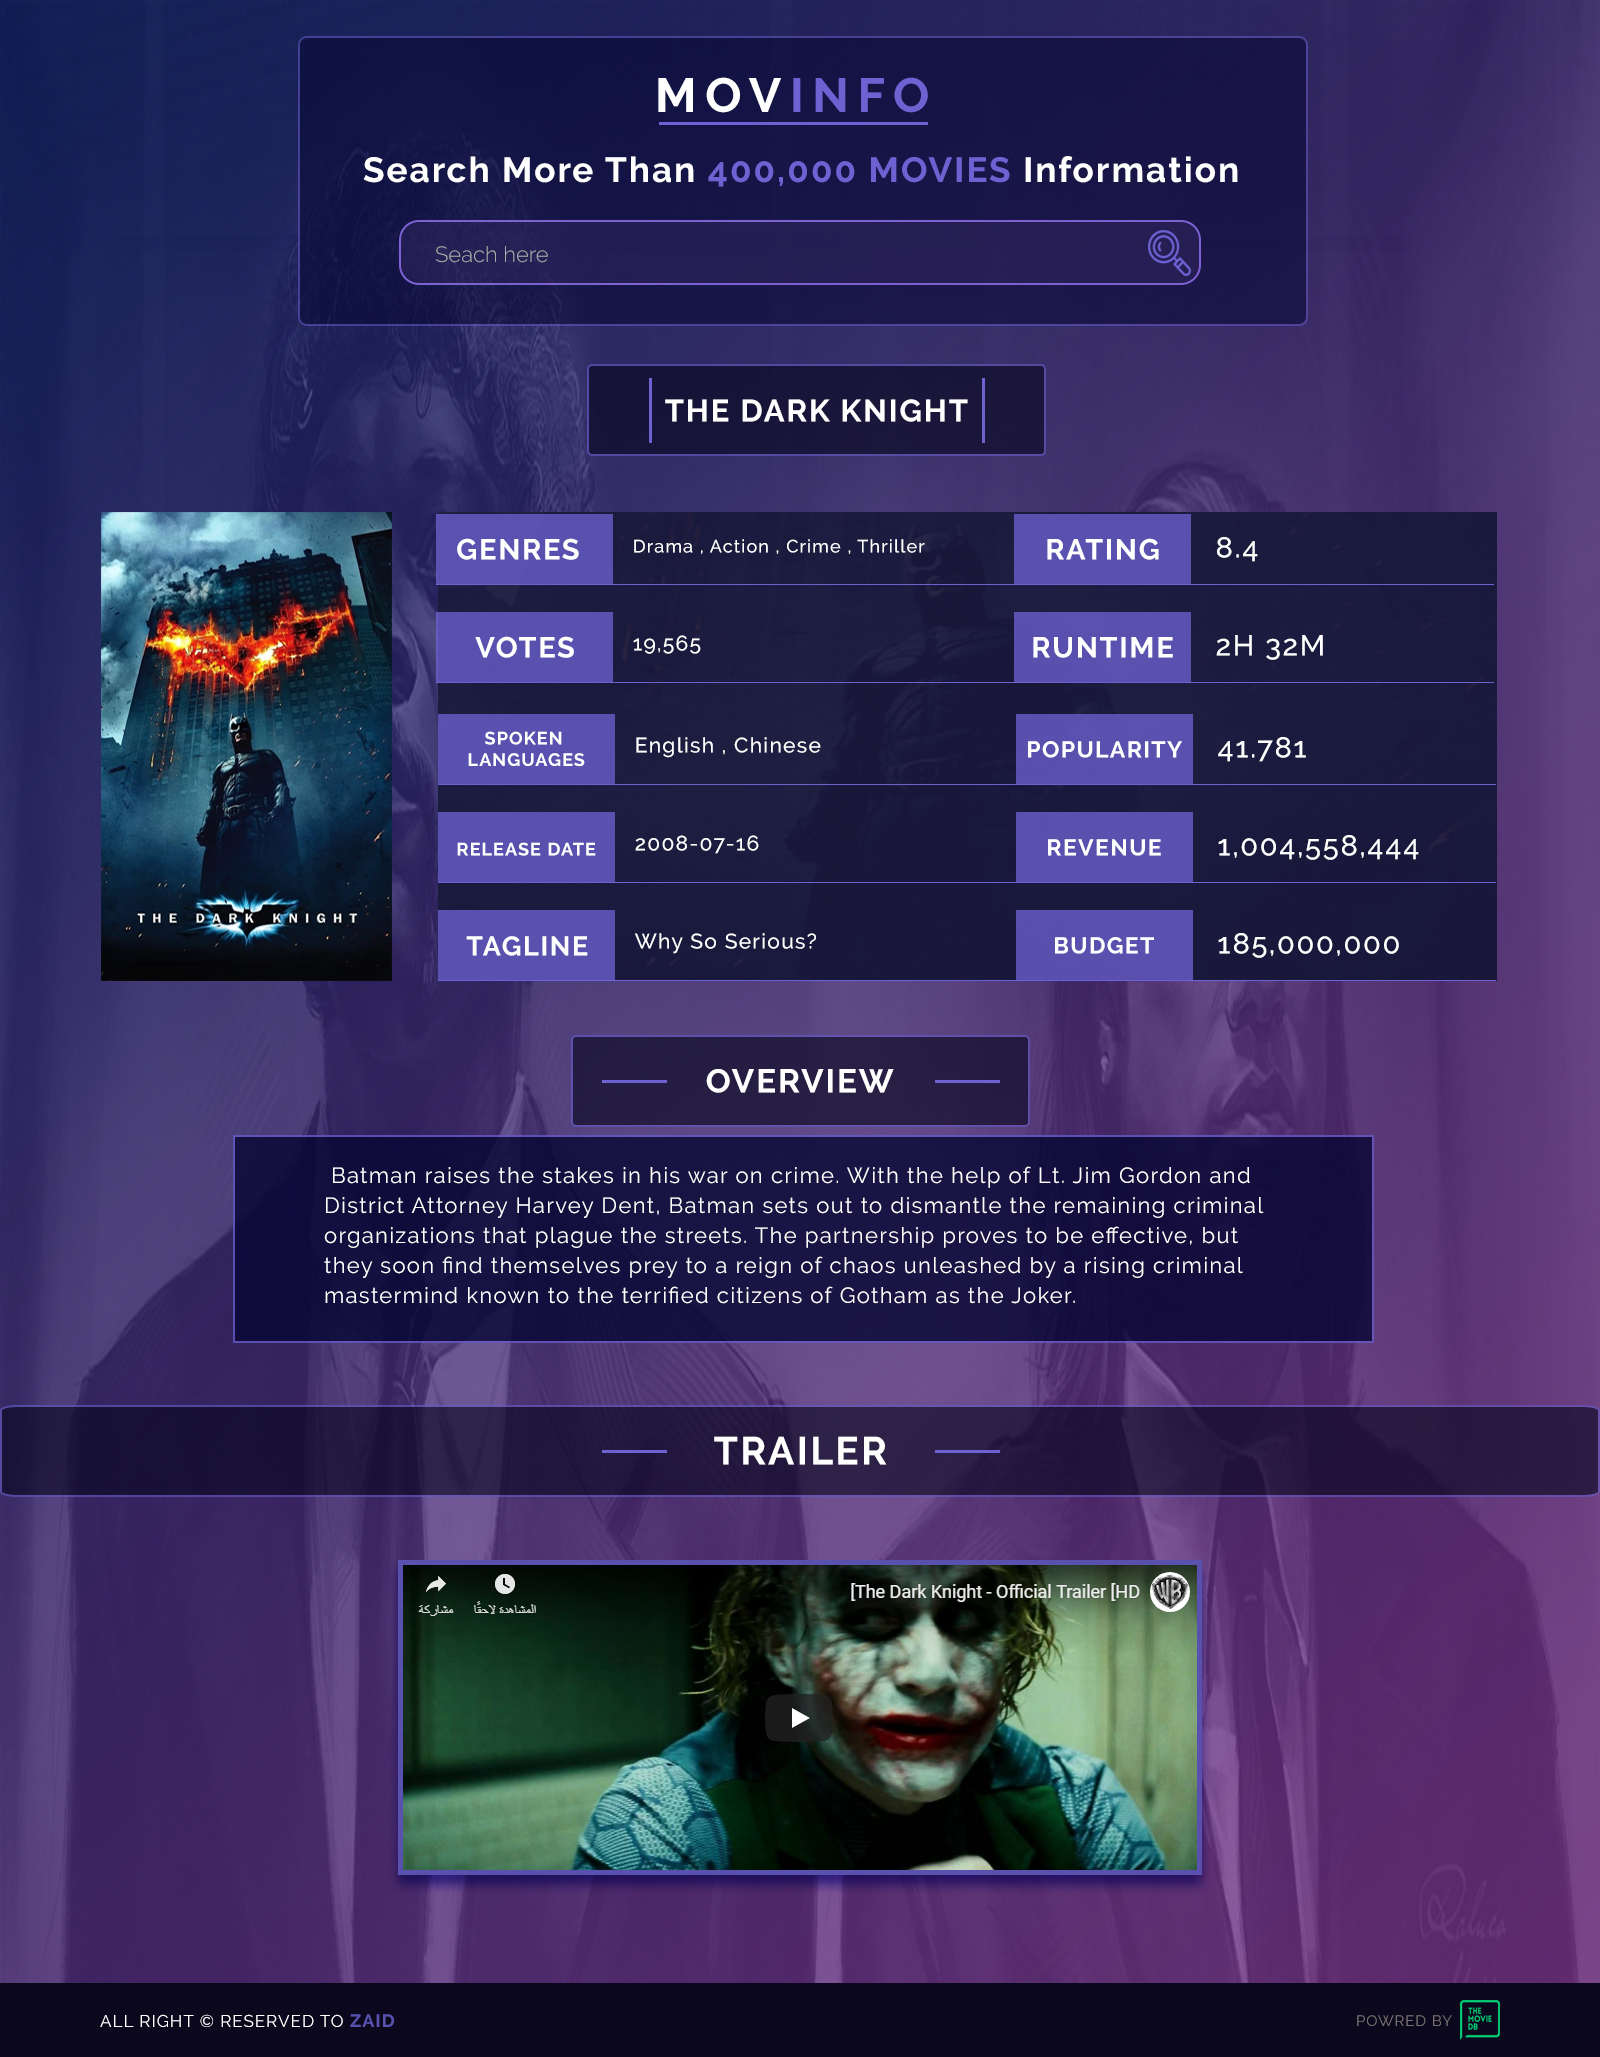 MOVINFO
Search More Than 400,000 MOVIES Information
Seach here
THE DARK KNIGHT
GENRES
Drama , Action , Crime , Thriller
RATING
8.4
VOTES
19,565
RUNTIME
2H 32M
SPOKEN
LANGUAGES
English , Chinese
POPULARITY
41.781
RELEASE DATE
2008-07-16
REVENUE
1,004,558,444
TAGLINE
Why So Serious?
BUDGET
185,000,000
THE DARK KNIGHT
OVERVIEW
Batman raises the stakes in his war on crime. With the help of Lt. Jim Gordon and
District Attorney Harvey Dent, Batman sets out to dismantle the remaining criminal
organizations that plague the streets. The partnership proves to be effective, but
they soon find themselves prey to a reign of chaos unleashed by a rising criminal
mastermind known to the terrified citizens of Gotham as the Joker.
TRAILER
[The Dark Knight - Official Trailer [HD
WB
المشاهدة لاحقًا
مشاركة
ALL RIGHT © RESERVED TO ZAID
POWRED BY
THE
MOVIE
DB